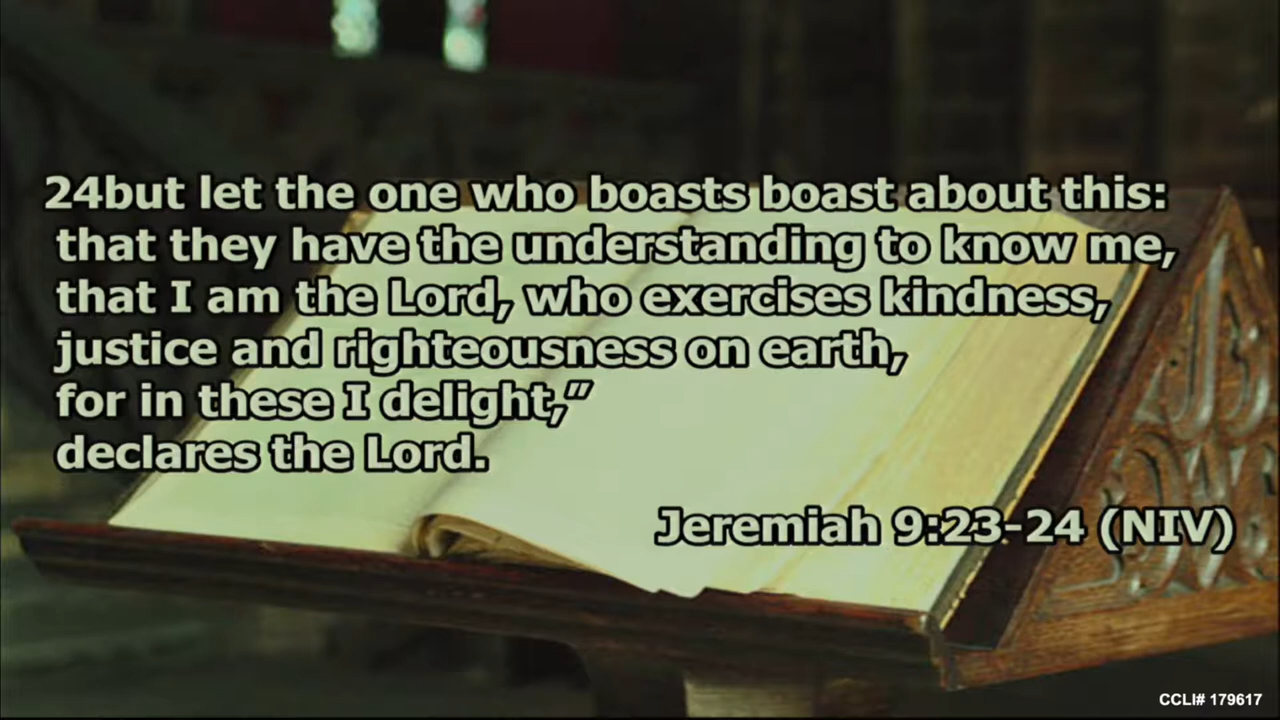 24but let the one who boasts boast about this:
that they have the understanding to know me,
that I am the Lord, who exercises kindness,
justice and righteousness on earth,
for in these I delight,”
declares the Lord.
Jeremiah 9:23-24 (NIV)
CCLI# 179617